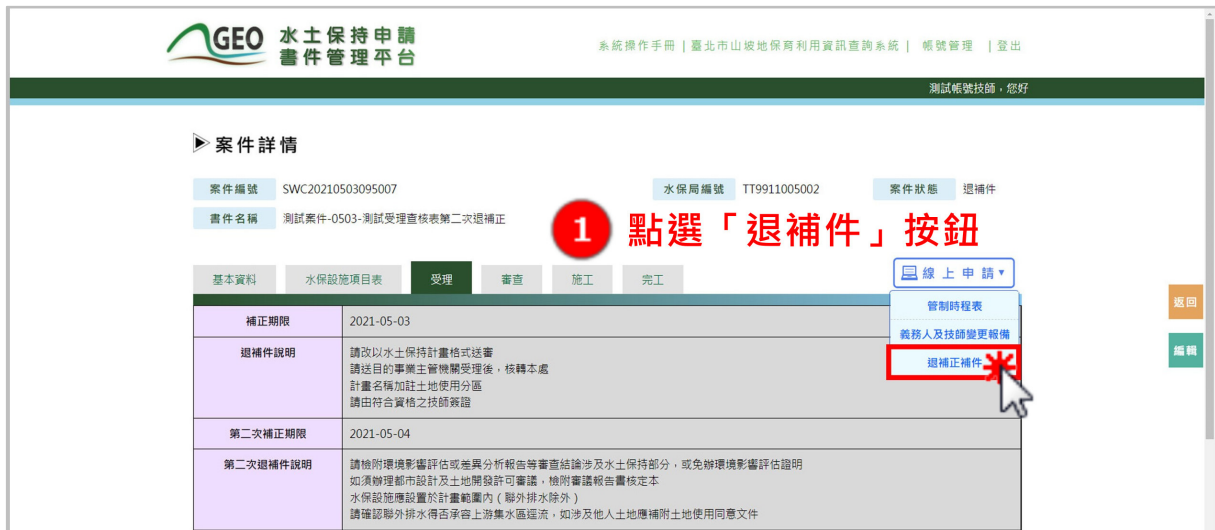 GEO 水土保持申請
書件管理平台
系統操作手冊 | 臺北市山坡地保育利用資訊查詢系統 | 帳號管理 | 登出
測試帳號技師，您好
案件詳情
案件編號 SWC20210503095007 水保局編號 TT9911005002 案件狀態 退補件
書件名稱 測試案件-0503-測試受理查核表第二次退補正
1 點選「退補件」按鈕
基本資料 水保設施項目表 受理 審查 施工 完工 線上申請▼
管制時程表
義務人及技師變更報備
退補正補件
返回
編輯
補正期限 2021-05-03
退補件說明 請改以水土保持計畫格式送審
請送目的事業主管機關受理後，核轉本處
計畫名稱加註土地使用分區
請由符合資格之技師簽證
第二次補正期限 2021-05-04
第二次退補件說明 請檢附環境影響評估或差異分析報告等審查結論涉及水土保持部分，或免辦環境影響評估證明
如須辦理都市設計及土地開發許可審議，檢附審議報告書核定本
水保設施應設置於計畫範圍內（聯外排水除外）
請確認聯外排水得否承容上游集水區逕流，如涉及他人土地應補附土地使用同意文件